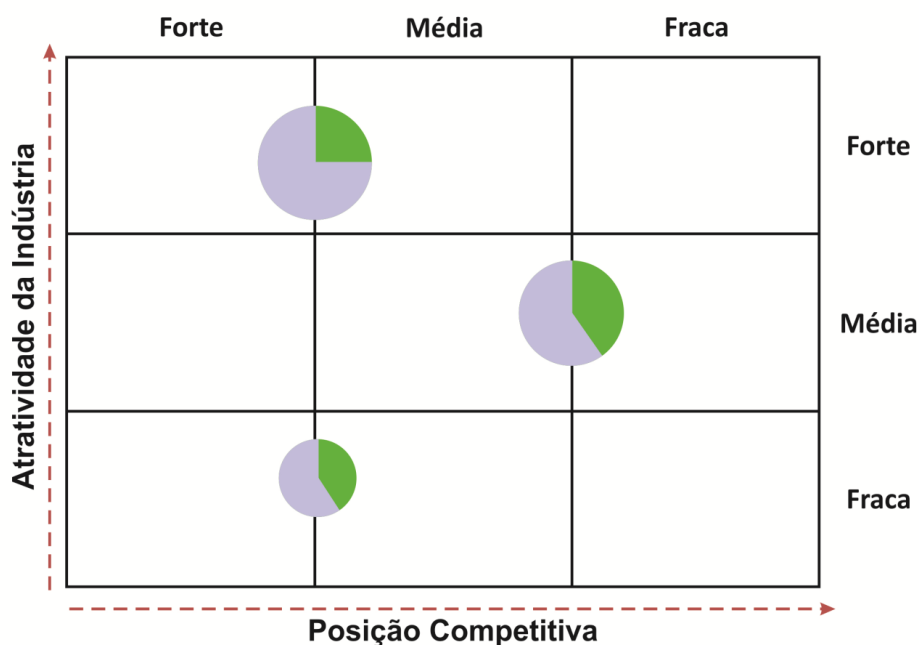 Forte
Média
Fraca
Atratividade da Indústria
Forte
Média
Fraca
Posição Competitiva